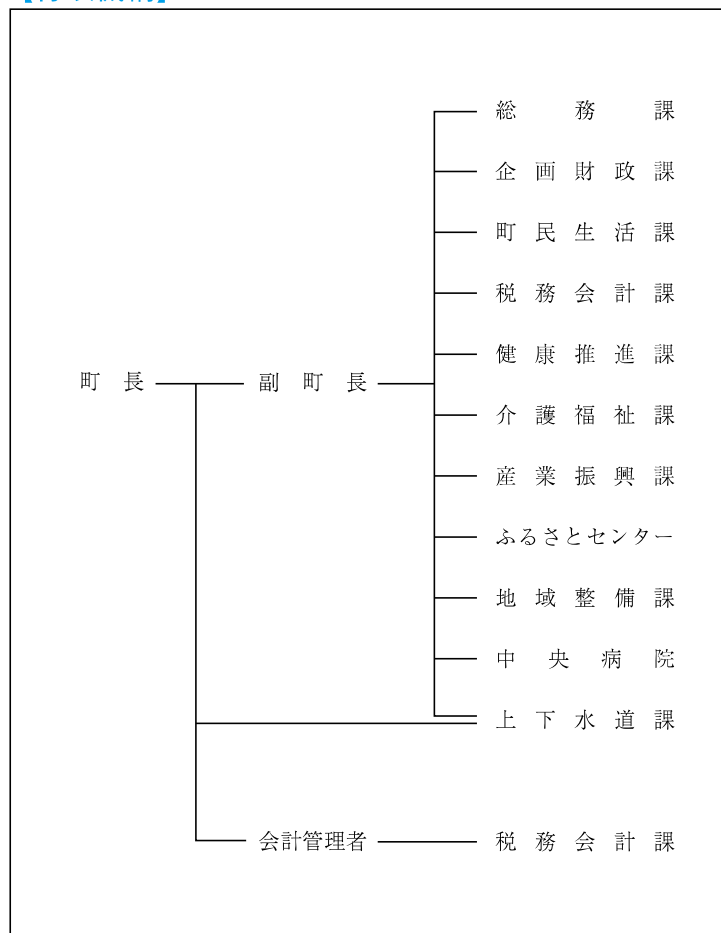 総務課
企画財政課
町民生活課
税務会計課
健康推進課
町長 副町長
介護福祉課
産業振興課
ふるさとセンター
地域整備課
中央病院
上下水道課
会計管理者 税務会計課